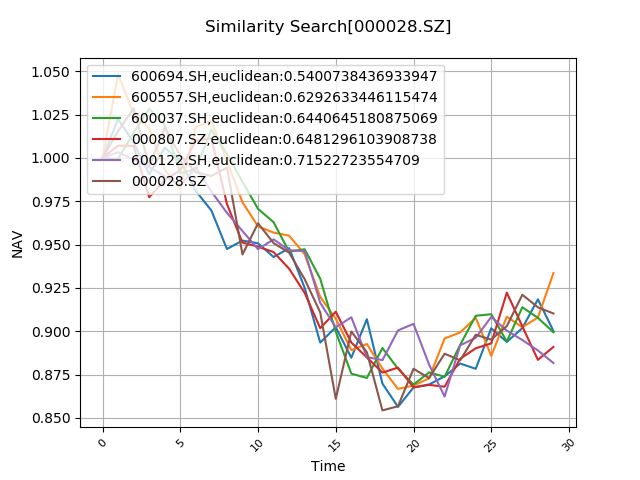 Similarity Search[000028.SZ]
1.050
1.025
1.000
0.975
0.950
0.925
0.900
0.875
0.850
NAV
600694.SH,euclidean:0.5400738436933947
600557.SH,euclidean:0.6292633446115474
600037.SH,euclidean:0.6440645180875069
000807.SZ,euclidean:0.6481296103908738
600122.SH,euclidean:0.71522723554709
000028.SZ
0 5 10 15 20 25 30
Time